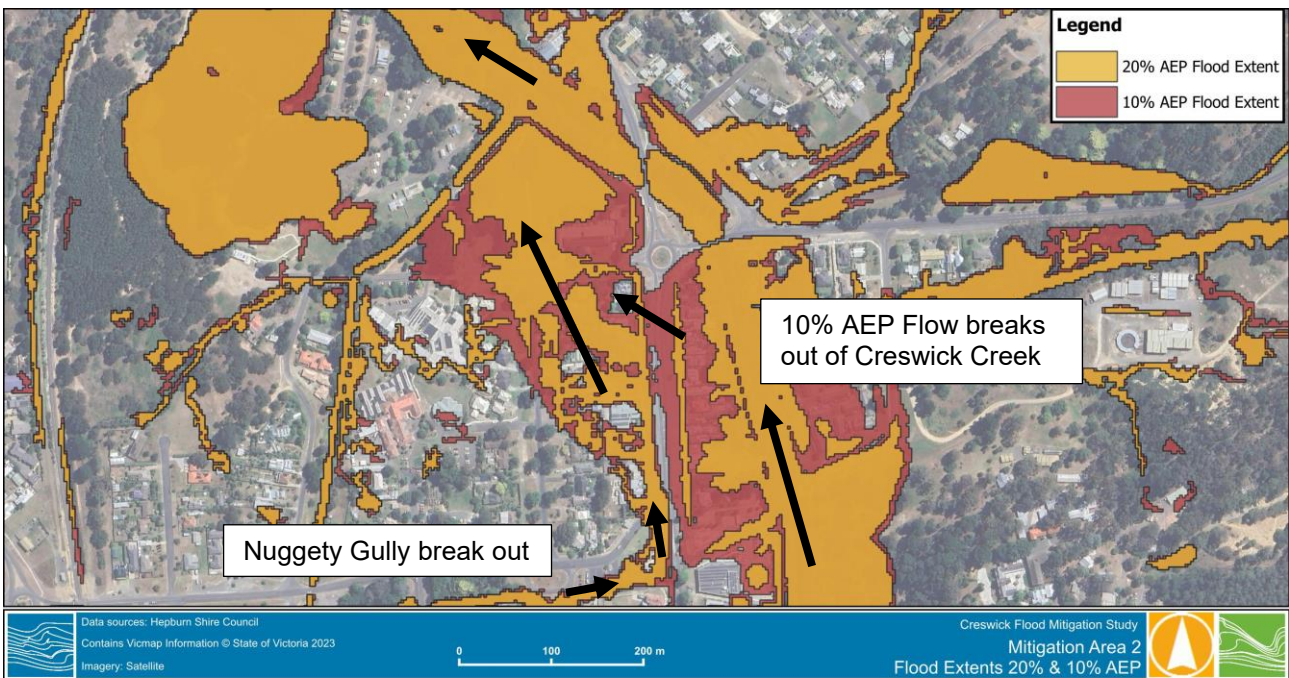 Legend
20% AEP Flood Extent
10% AEP Flood Extent
10% AEP Flow breaks
out of Creswick Creek
Nuggety Gully break out
Data sources: Hepburn Shire Council
Contains Vicmap Information © State of Victoria 2023
Imagery: Satellite
0 100 200 m
Creswick Flood Mitigation Study
Mitigation Area 2
Flood Extents 20% & 10% AEP